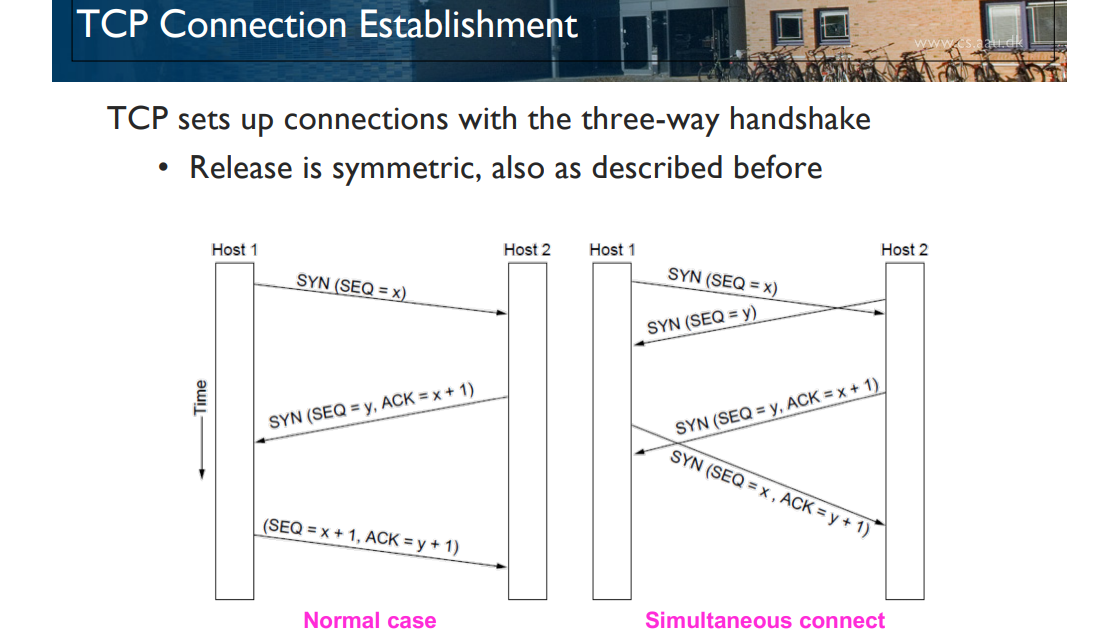 TCP Connection Establishment
www.cs.aau.dk
TCP sets up connections with the three-way handshake
• Release is symmetric, also as described before
Host 1
Host 2
SYN (SEQ = x)
SYN (SEQ = y, ACK = x + 1)
(SEQ = x + 1, ACK = y + 1)
Time
Normal case
Host 1
Host 2
SYN (SEQ = x)
SYN (SEQ = y)
SYN (SEQ = y, ACK = x + 1)
SYN (SEQ = x , ACK = y + 1)
Simultaneous connect